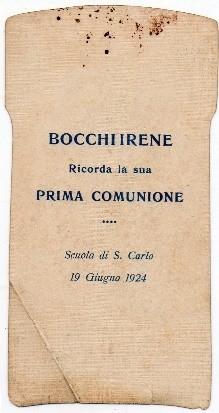 BOCCHI IRENE
Ricorda la sua
PRIMA COMUNIONE
....
Scuola di S. Carlo
19 Giugno 1924